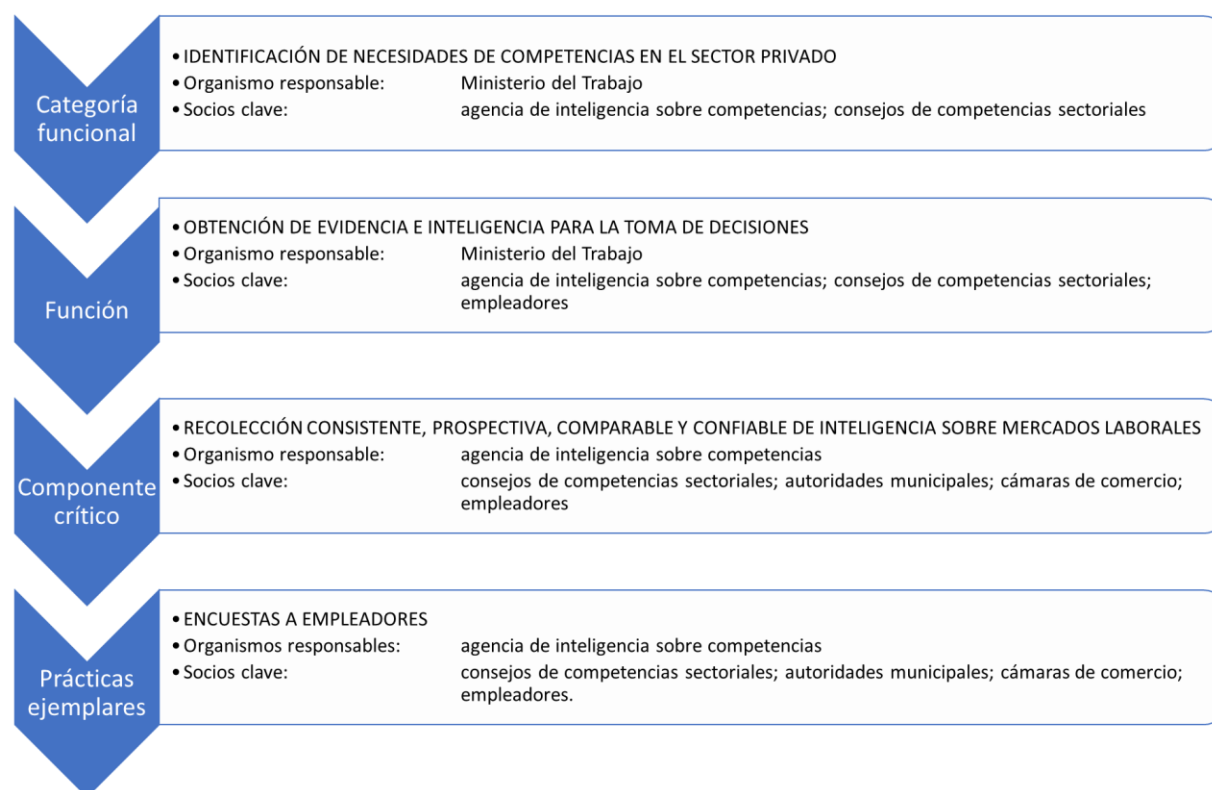 Categoría
funcional
•IDENTIFICACIÓN DE NECESIDADES DE COMPETENCIAS EN EL SECTOR PRIVADO
•Organismo responsable: Ministerio del Trabajo
•Socios clave: agencia de inteligencia sobre competencias; consejos de competencias sectoriales
Función
•OBTENCIÓN DE EVIDENCIA E INTELIGENCIA PARA LA TOMA DE DECISIONES
•Organismo responsable: Ministerio del Trabajo
•Socios clave: agencia de inteligencia sobre competencias; consejos de competencias sectoriales;
empleadores
Componente
crítico
•RECOLECCIÓN CONSISTENTE, PROSPECTIVA, COMPARABLE Y CONFIABLE DE INTELIGENCIA SOBRE MERCADOS LABORALES
•Organismo responsable: agencia de inteligencia sobre competencias
•Socios clave: consejos de competencias sectoriales; autoridades municipales; cámaras de comercio;
empleadores
Prácticas
ejemplares
•ENCUESTAS A EMPLEADORES
•Organismos responsables: agencia de inteligencia sobre competencias
•Socios clave: consejos de competencias sectoriales; autoridades municipales; cámaras de comercio;
empleadores.